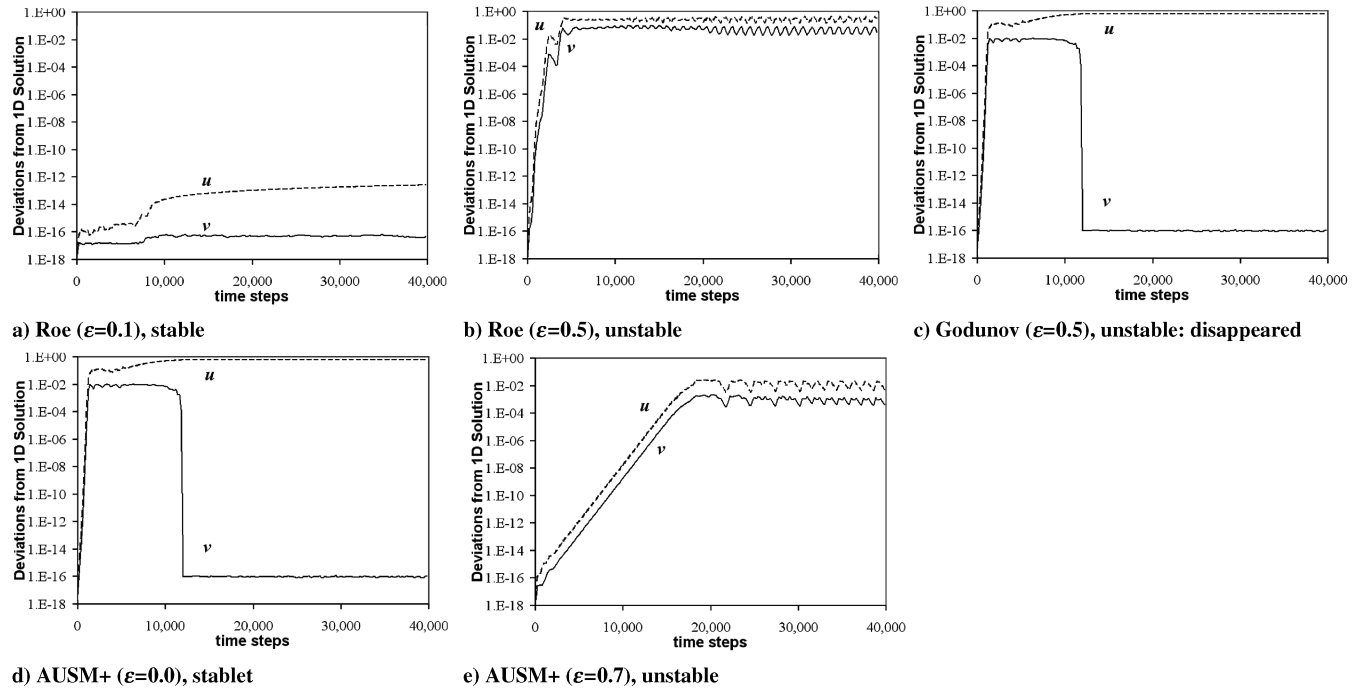 Deviations from 1D Solution
1.E+00
1.E-02
1.E-04
1.E-06
1.E-08
1.E-10
1.E-12
1.E-14
1.E-16
1.E-18
u
v
0
10,000
20,000
30,000
40,000
time steps
a) Roe (ε=0.1), stable
Deviations from 1D Solution
1.E+00
1.E-02
1.E-04
1.E-06
1.E-08
1.E-10
1.E-12
1.E-14
1.E-16
1.E-18
u
v
0
10,000
20,000
30,000
40,000
time steps
b) Roe (ε=0.5), unstable
Deviations from 1D Solution
1.E+00
1.E-02
1.E-04
1.E-06
1.E-08
1.E-10
1.E-12
1.E-14
1.E-16
1.E-18
u
v
0
10,000
20,000
30,000
40,000
time steps
c) Godunov (ε=0.5), unstable: disappeared
Deviations from 1D Solution
1.E+00
1.E-02
1.E-04
1.E-06
1.E-08
1.E-10
1.E-12
1.E-14
1.E-16
1.E-18
u
v
0
10,000
20,000
30,000
40,000
time steps
d) AUSM+ (ε=0.0), stablet
Deviations from 1D Solution
1.E+00
1.E-02
1.E-04
1.E-06
1.E-08
1.E-10
1.E-12
1.E-14
1.E-16
1.E-18
u
v
0
10,000
20,000
30,000
40,000
time steps
e) AUSM+ (ε=0.7), unstable